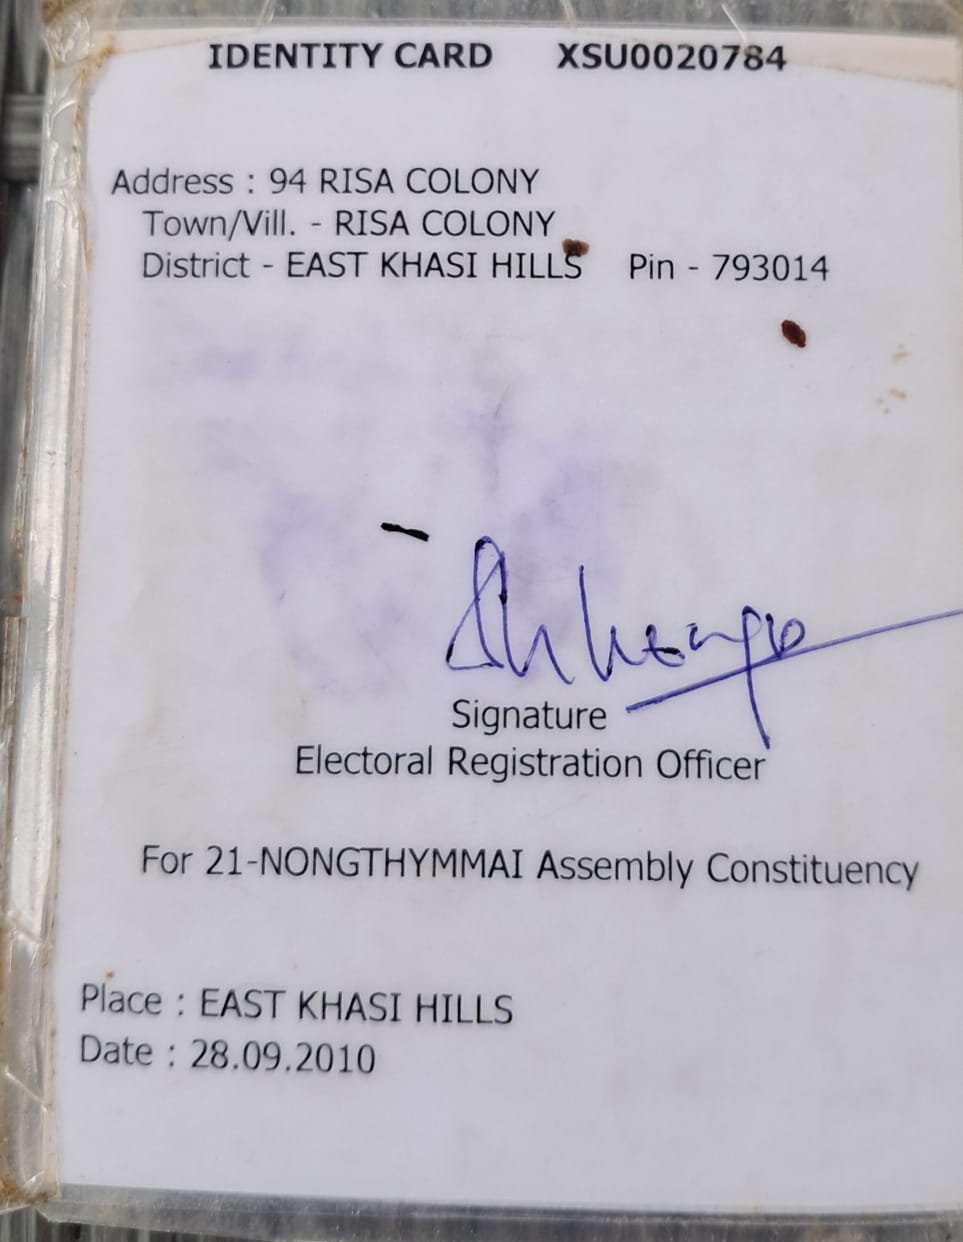 IDENTITY CARD XSU0020784
Address : 94 RISA COLONY
Town/Vill. - RISA COLONY
District - EAST KHASI HILLS Pin - 793014
Signature
Electoral Registration Officer
For 21-NONGTHYMMAI Assembly Constituency
Place : EAST KHASI HILLS
Date : 28.09.2010